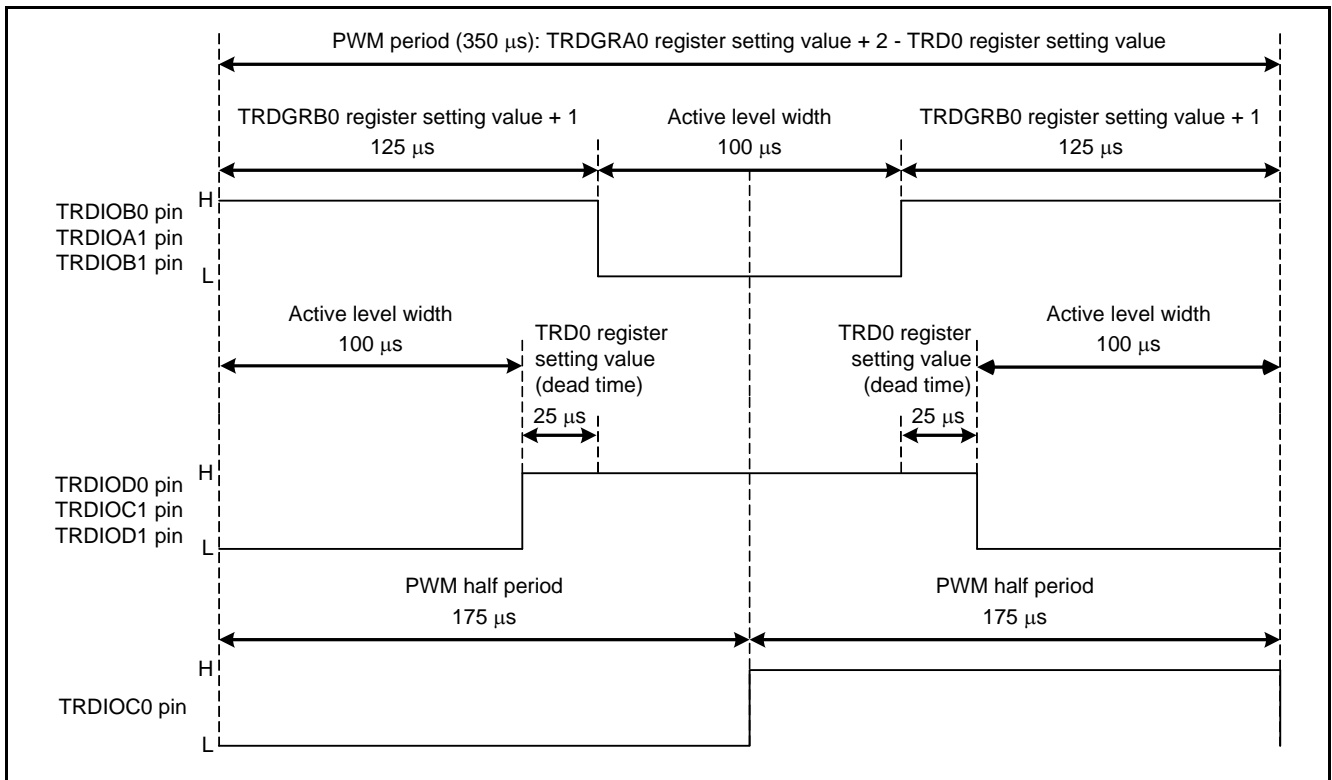 PWM period (350 μs): TRDGRA0 register setting value + 2 - TRD0 register setting value
TRDGRB0 register setting value + 1
125 μs
Active level width
100 μs
TRDGRB0 register setting value + 1
125 μs
H
TRDIOB0 pin
TRDIOA1 pin
TRDIOB1 pin
L
Active level width
100 μs
TRD0 register
setting value
(dead time)
25 μs
TRD0 register
setting value
(dead time)
25 μs
Active level width
100 μs
H
TRDIOD0 pin
TRDIOC1 pin
TRDIOD1 pin
L
PWM half period
175 μs
PWM half period
175 μs
H
TRDIOC0 pin
L